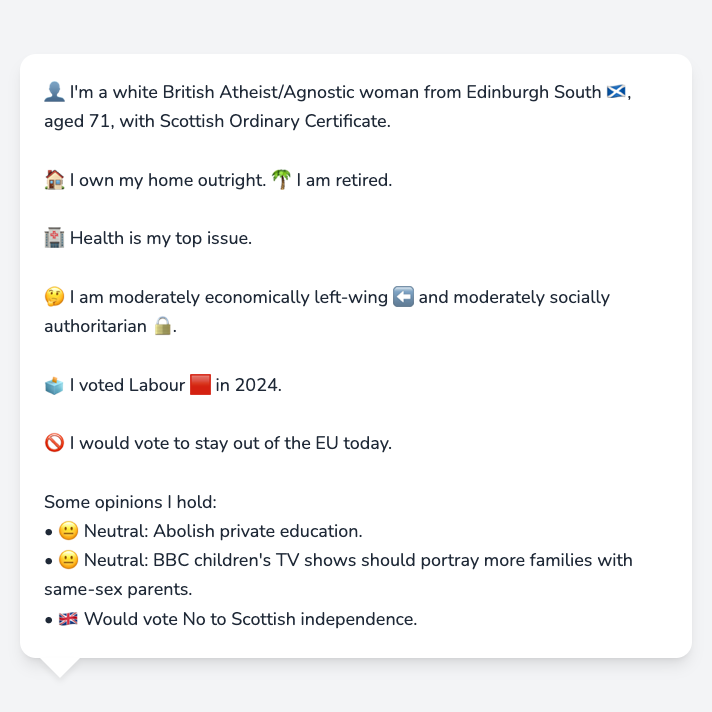 👤 I'm a white British Atheist/Agnostic woman from Edinburgh South 🏴󠁧󠁢󠁳󠁣󠁴󠁿,
aged 71, with Scottish Ordinary Certificate.
🏠 I own my home outright. 🌴 I am retired.
🏥 Health is my top issue.
🤔 I am moderately economically left-wing ⬅️ and moderately socially
authoritarian 🔒.
🗳️ I voted Labour 🟥 in 2024.
🚫 I would vote to stay out of the EU today.
Some opinions I hold:
• 😐 Neutral: Abolish private education.
• 😐 Neutral: BBC children's TV shows should portray more families with
same-sex parents.
• 🇬🇧 Would vote No to Scottish independence.